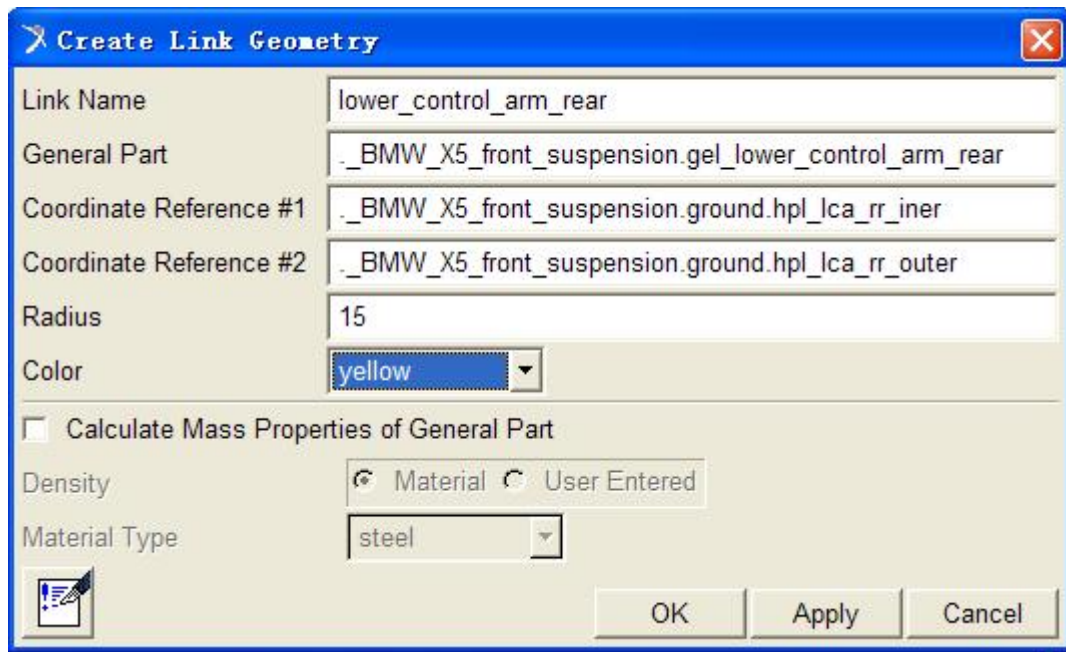 Create Link Geometry
Link Name lower_control_arm_rear
General Part ._BMW_X5_front_suspension.gel_lower_control_arm_rear
Coordinate Reference #1 ._BMW_X5_front_suspension.ground.hpl_lca_rr_iner
Coordinate Reference #2 ._BMW_X5_front_suspension.ground.hpl_lca_rr_outer
Radius 15
Color yellow
Calculate Mass Properties of General Part
Density Material User Entered
Material Type steel
OK Apply Cancel